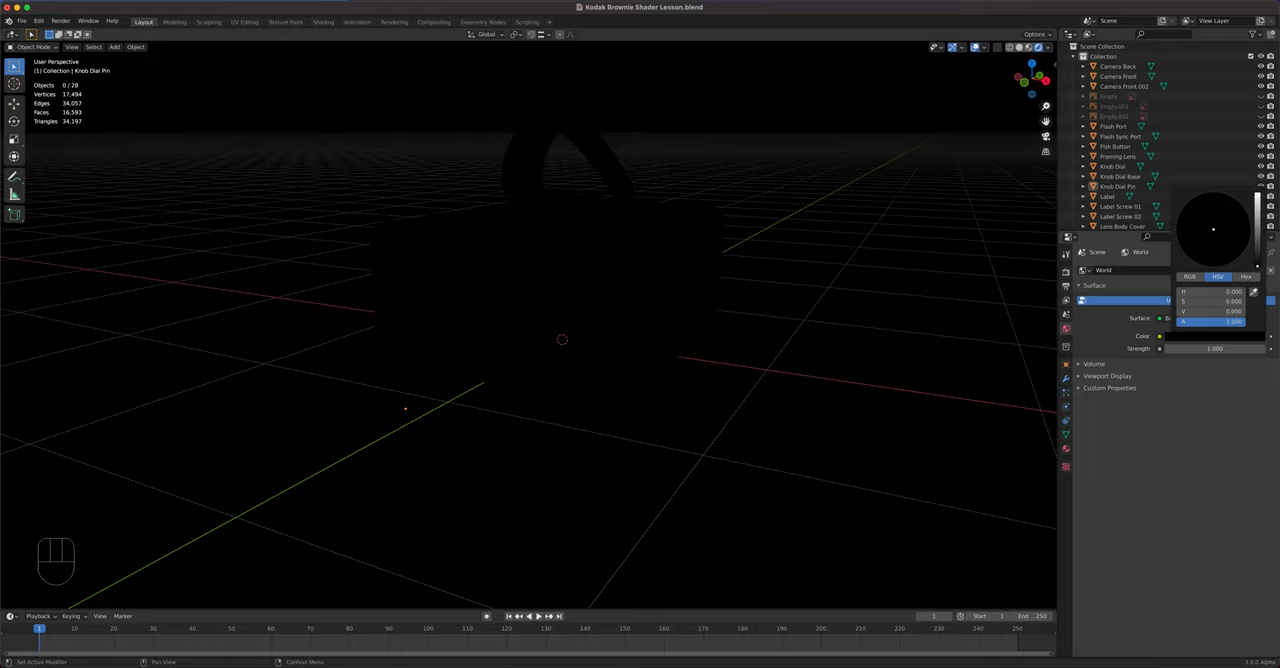 Kodak Brownie Shader Lesson.blend
File Edit Render Window Help Layout Modeling Sculpting UV Editing Texture Paint Shading Animation Rendering Compositing Geometry Nodes Scripting + Scene View Layer
Global Options
Object Mode View Select Add Object
User Perspective
(1) Collection | Knob Dial Pin
Objects 0 / 28
Vertices 17,494
Edges 34,057
Faces 16,593
Triangles 34,197
Scene Collection
Collection
Camera Back
Camera Front
Camera Front.002
Empty
Empty.001
Empty.002
Flash Port
Flash Sync Port
Fish Button
Framing Lens
Knob Dial
Knob Dial Base
Knob Dial Pin
Label
Label Screw 01
Label Screw 02
Lens Body Cover
Scene World
World
RGB HSV Hex
Surface
H 0.000
S 0.000
V 0.000
A 1.000
Surface
Color
Strength 1.000
Volume
Viewport Display
Custom Properties
Playback Keying View Marker 1 Start 1 End 250
1 10 20 30 40 50 60 70 80 90 100 110 120 130 140 150 160 170 180 190 200 210 220 230 240 250
Set Active Modifier Pan View Context Menu 3.0.0 Alpha